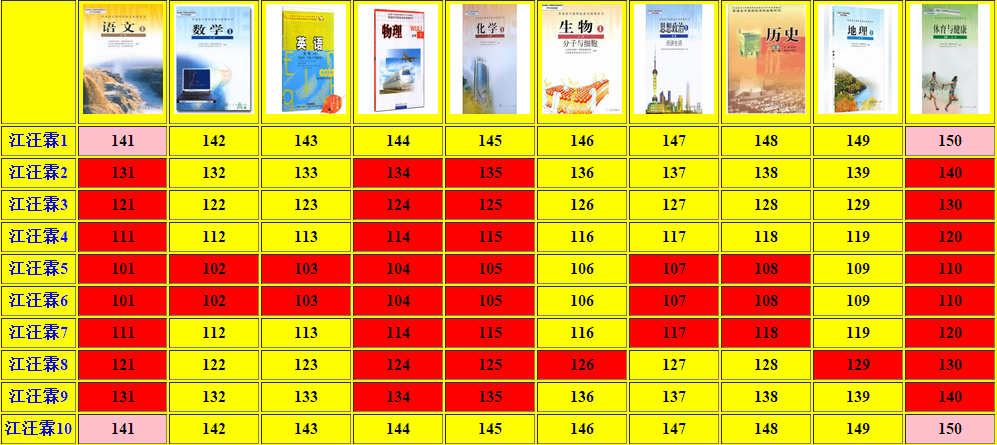 语文 1
数学 1
英语
物理 WULI
化学 1
生物 1
分子与细胞
思想政治 1
经济生活
历史
地理 1
体育与健康
江汪霖1 141 142 143 144 145 146 147 148 149 150
江汪霖2 131 132 133 134 135 136 137 138 139 140
江汪霖3 121 122 123 124 125 126 127 128 129 130
江汪霖4 111 112 113 114 115 116 117 118 119 120
江汪霖5 101 102 103 104 105 106 107 108 109 110
江汪霖6 101 102 103 104 105 106 107 108 109 110
江汪霖7 111 112 113 114 115 116 117 118 119 120
江汪霖8 121 122 123 124 125 126 127 128 129 130
江汪霖9 131 132 133 134 135 136 137 138 139 140
江汪霖10 141 142 143 144 145 146 147 148 149 150